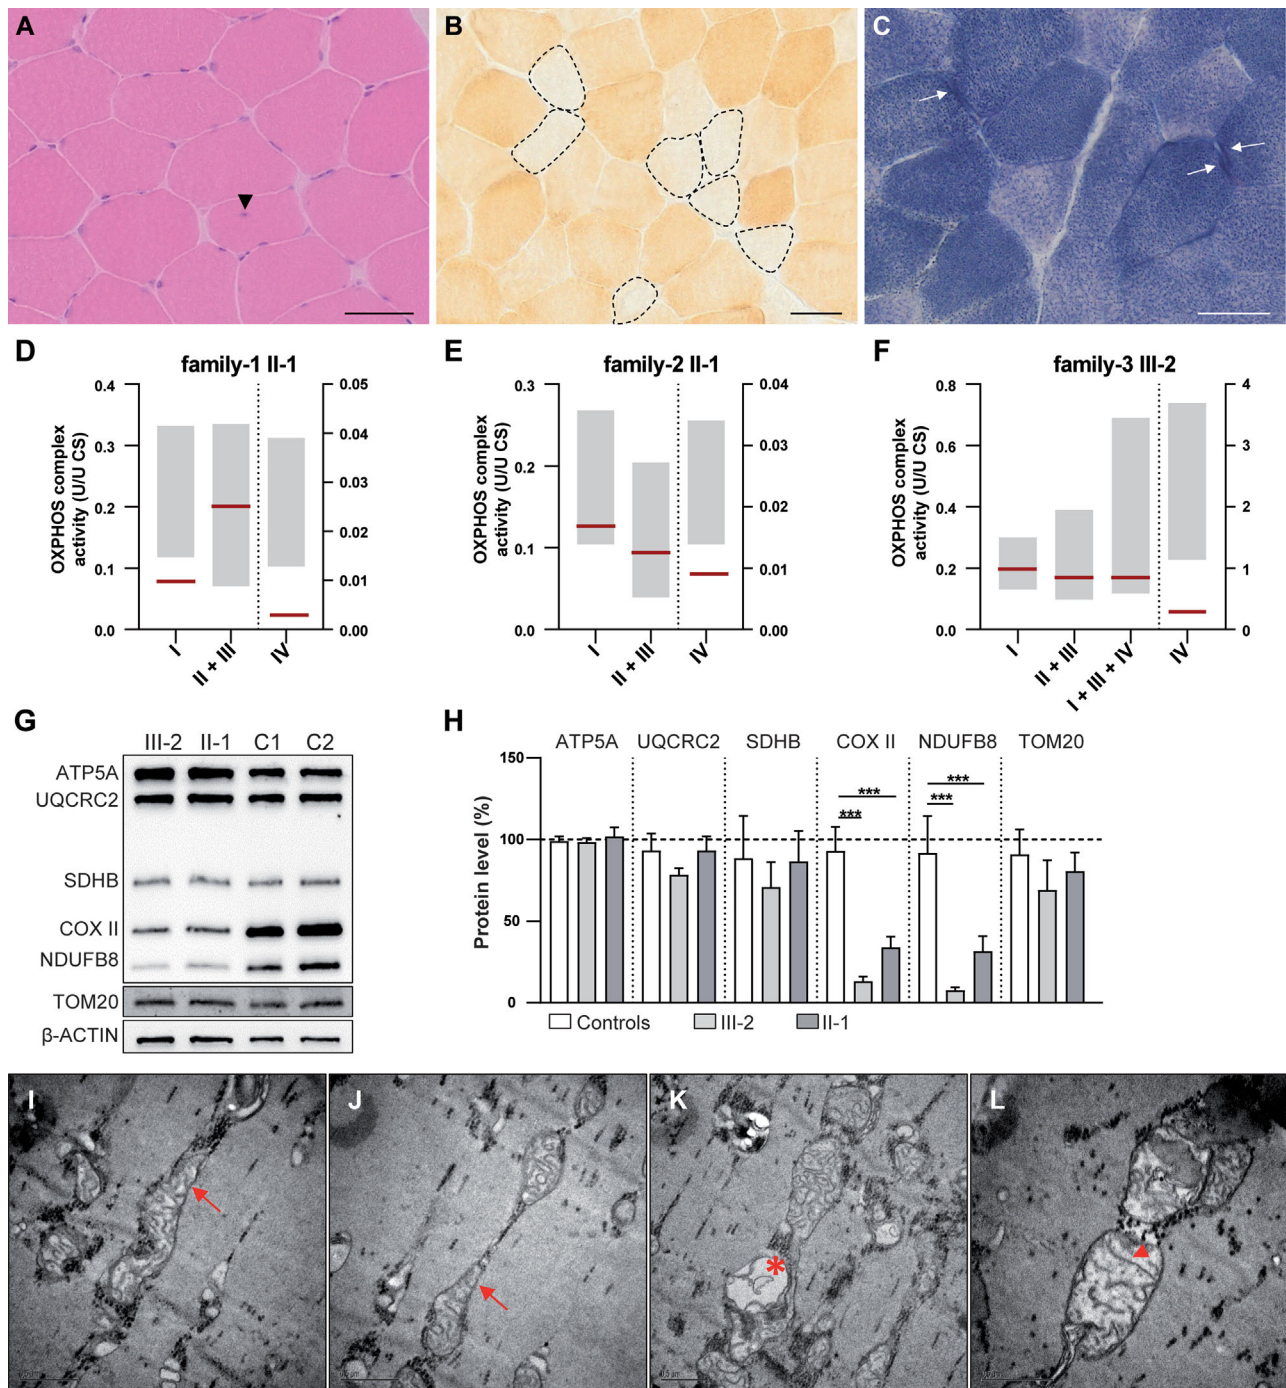 A
B
C
D
family-1 II-1
OXPHOS complex
activity (U/U CS)
0.4
0.3
0.2
0.1
0.0
0.05
0.04
0.03
0.02
0.01
0.00
I
II + III
IV
E
family-2 II-1
OXPHOS complex
activity (U/U CS)
0.3
0.2
0.1
0.0
0.04
0.03
0.02
0.01
0.00
I
II + III
IV
F
family-3 III-2
OXPHOS complex
activity (U/U CS)
0.8
0.6
0.4
0.2
0.0
4
3
2
1
0
I
II + III
I + III + IV
IV
G
III-2 II-1 C1 C2
ATP5A
UQCRC2
SDHB
COX II
NDUFB8
TOM20
β-ACTIN
H
ATP5A UQCRC2 SDHB COX II NDUFB8 TOM20
Protein level (%)
150
100
50
0
*** ***
*** ***
Controls III-2 II-1
I
J
K
*
L